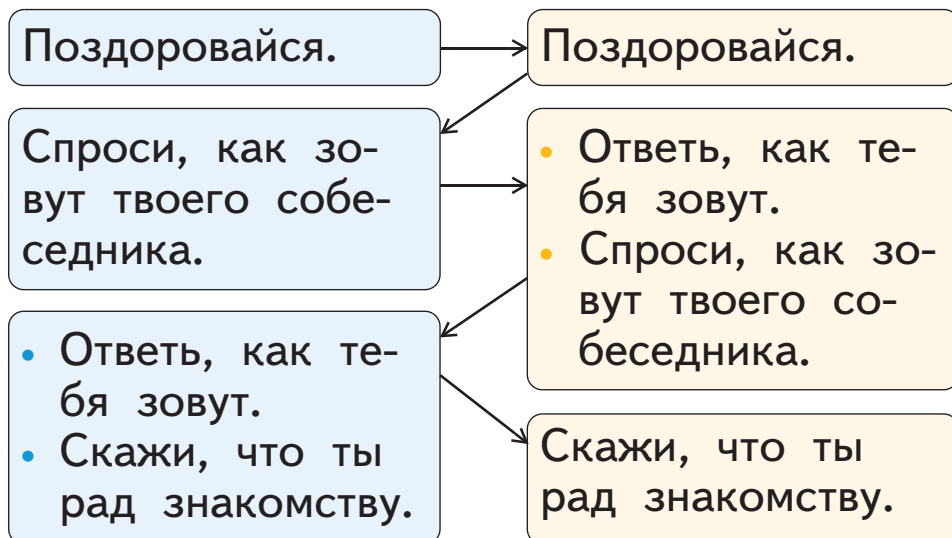 Поздоровайся.
Поздоровайся.
Спроси, как зо-
вут твоего собе-
седника.
• Ответь, как те-
бя зовут.
• Спроси, как зо-
вут твоего со-
беседника.
• Ответь, как те-
бя зовут.
• Скажи, что ты
рад знакомству.
Скажи, что ты
рад знакомству.